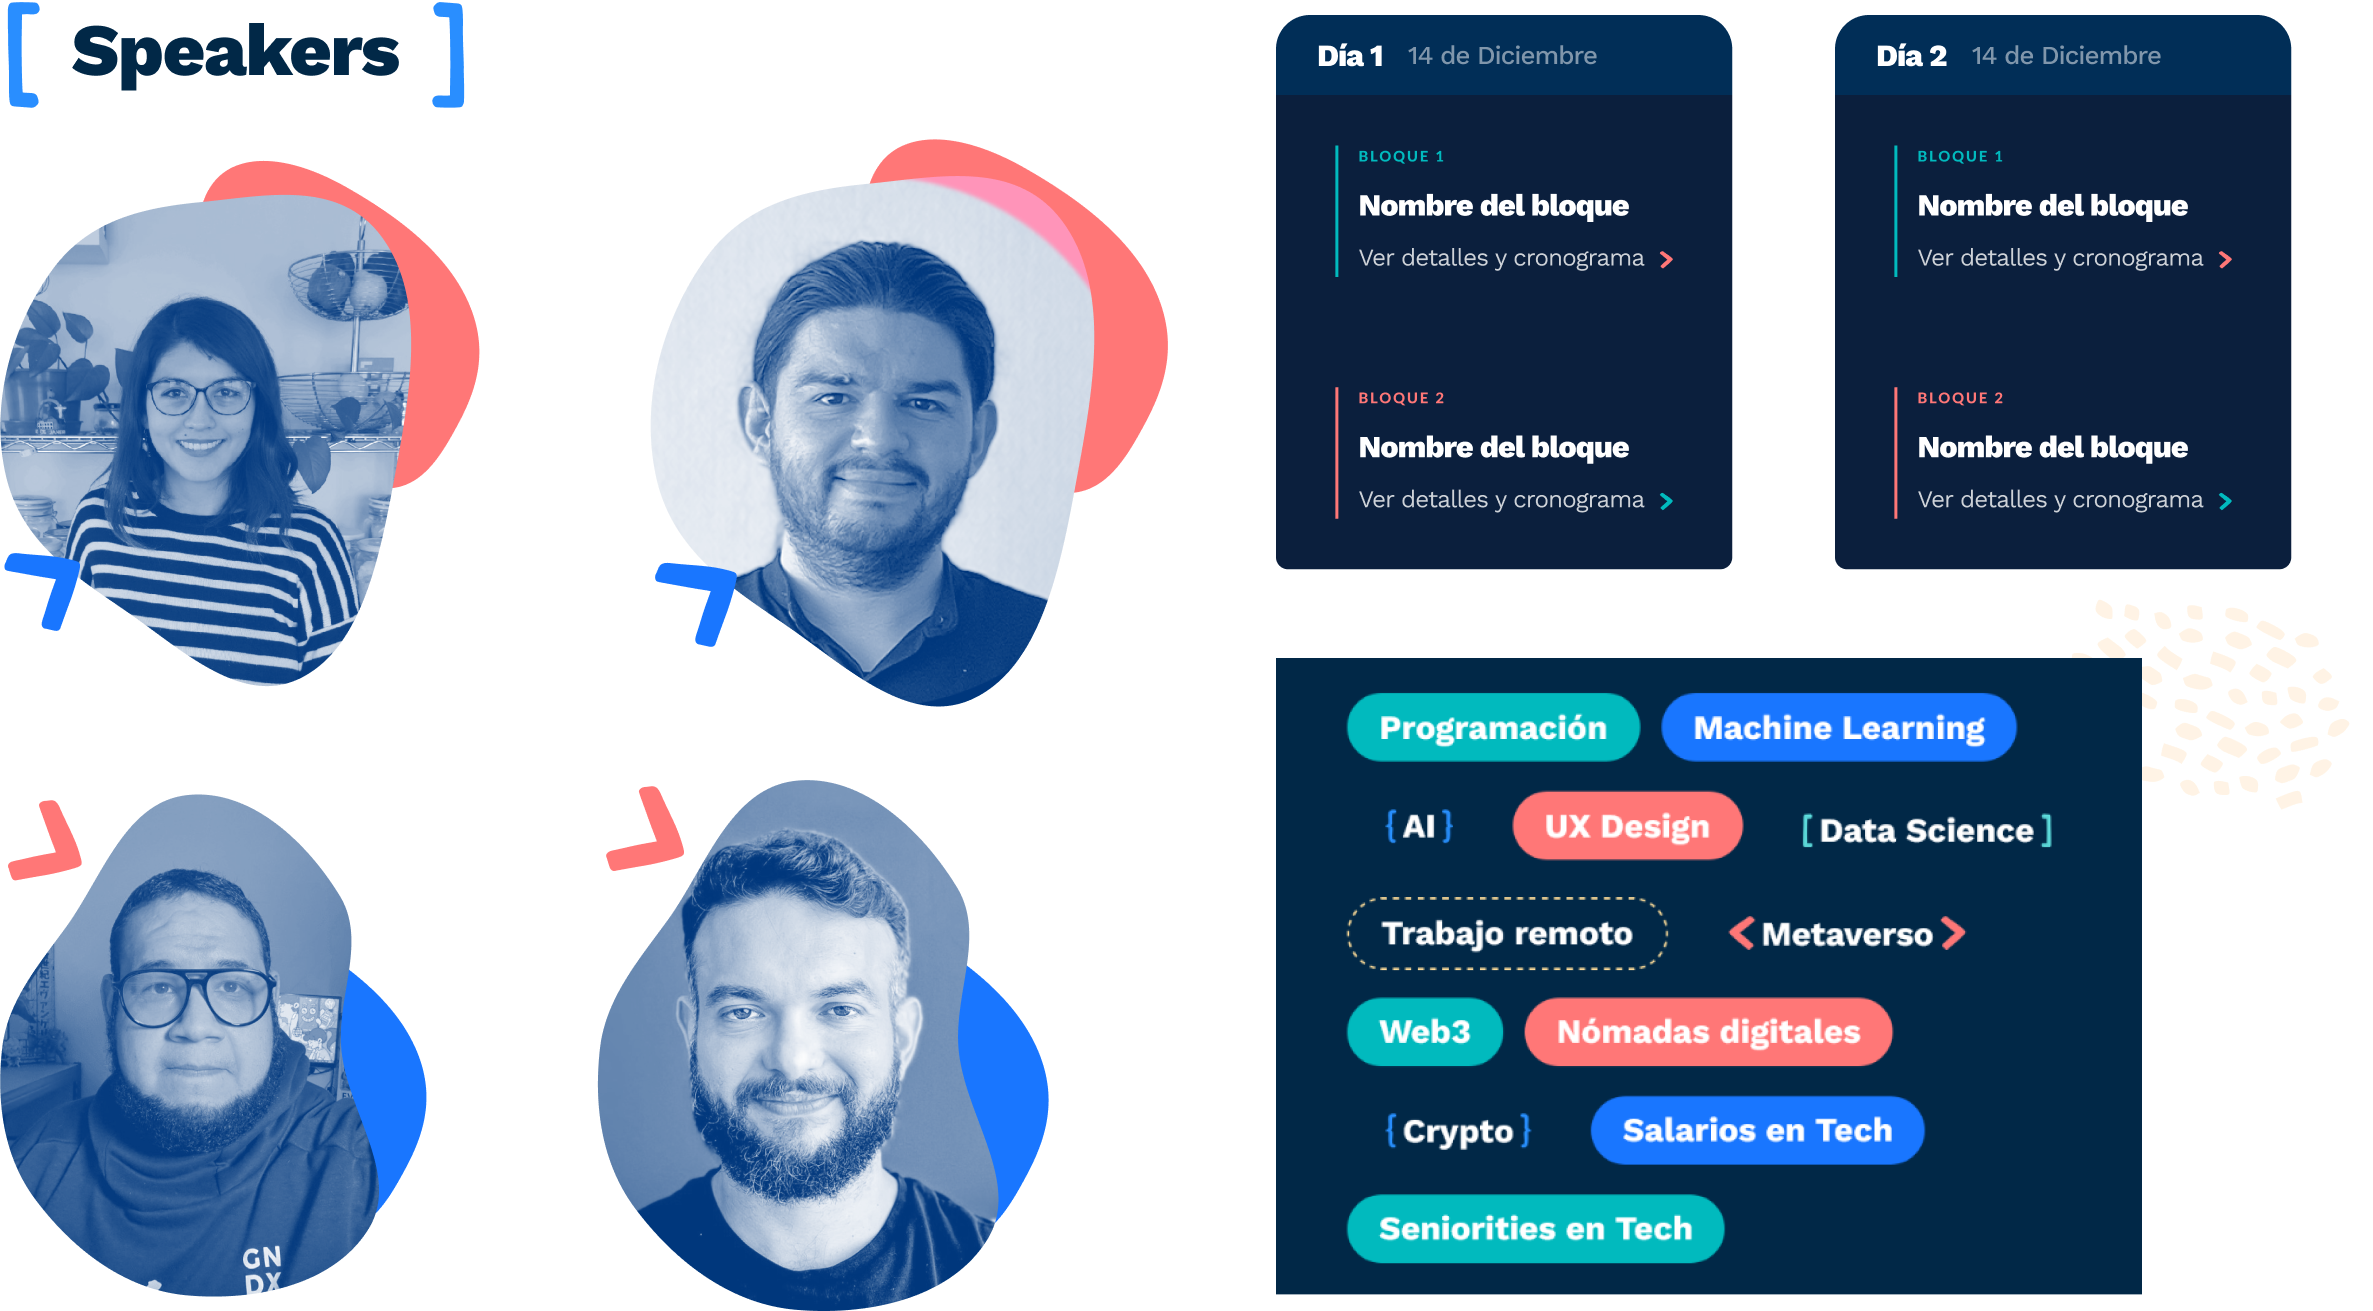 [ Speakers ]
Día 1 14 de Diciembre
BLOQUE 1
Nombre del bloque
Ver detalles y cronograma >
BLOQUE 2
Nombre del bloque
Ver detalles y cronograma >
Día 2 14 de Diciembre
BLOQUE 1
Nombre del bloque
Ver detalles y cronograma >
BLOQUE 2
Nombre del bloque
Ver detalles y cronograma >
GN
DX
Programación Machine Learning
{ AI } UX Design [ Data Science ]
Trabajo remoto < Metaverso >
Web3 Nómadas digitales
{ Crypto } Salarios en Tech
Seniorities en Tech